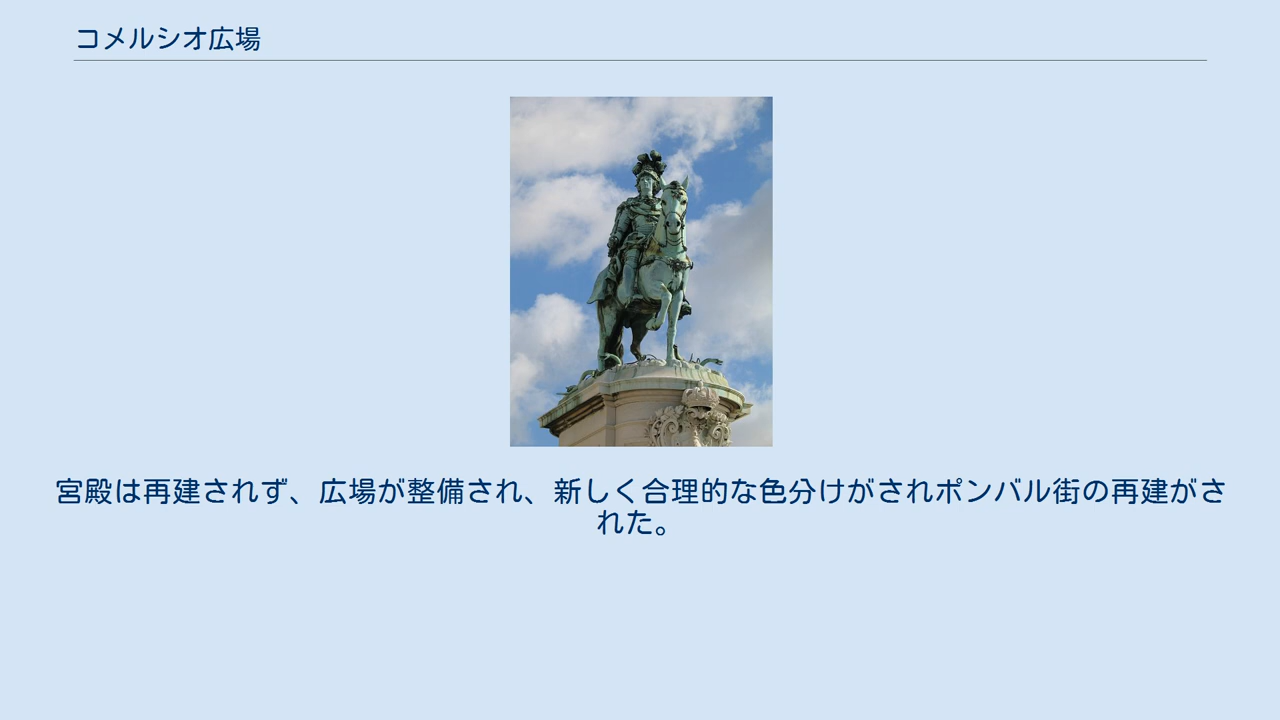 コメルシオ広場
宮殿は再建されず、広場が整備され、新しく合理的な色分けがされポンバル街の再建がさ
れた。